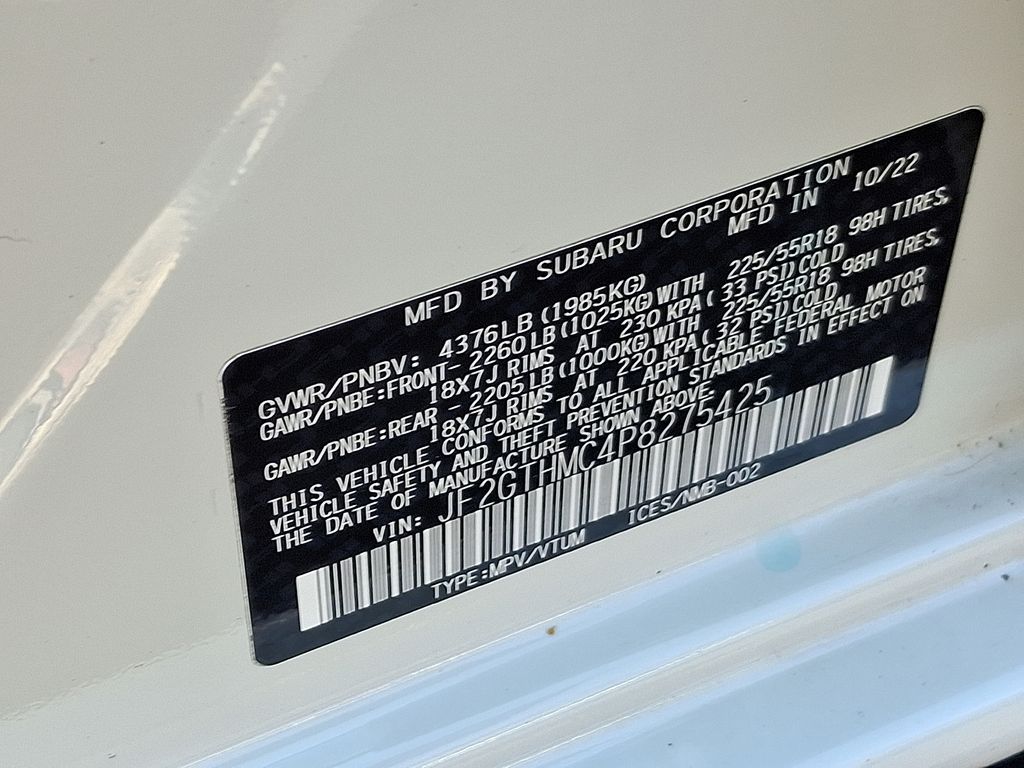 MFD BY SUBARU CORPORATION
MFD IN 10/22
GVWR/PNBV: 4376LB (1985KG)
GAWR/PNBE:FRONT- 2260LB (1025KG) WITH 225/55R18 98H TIRES,
18X7J RIMS AT 230 KPA ( 33 PSI) COLD
GAWR/PNBE:REAR - 2205LB (1000KG) WITH 225/55R18 98H TIRES,
18X7J RIMS AT 220 KPA ( 32 PSI) COLD
THIS VEHICLE CONFORMS TO ALL APPLICABLE FEDERAL MOTOR
VEHICLE SAFETY AND THEFT PREVENTION STANDARDS IN EFFECT ON
THE DATE OF MANUFACTURE SHOWN ABOVE.
VIN: JF2GTHMC4P8275425
TYPE:MPV/VTUM ICES/NMB-002